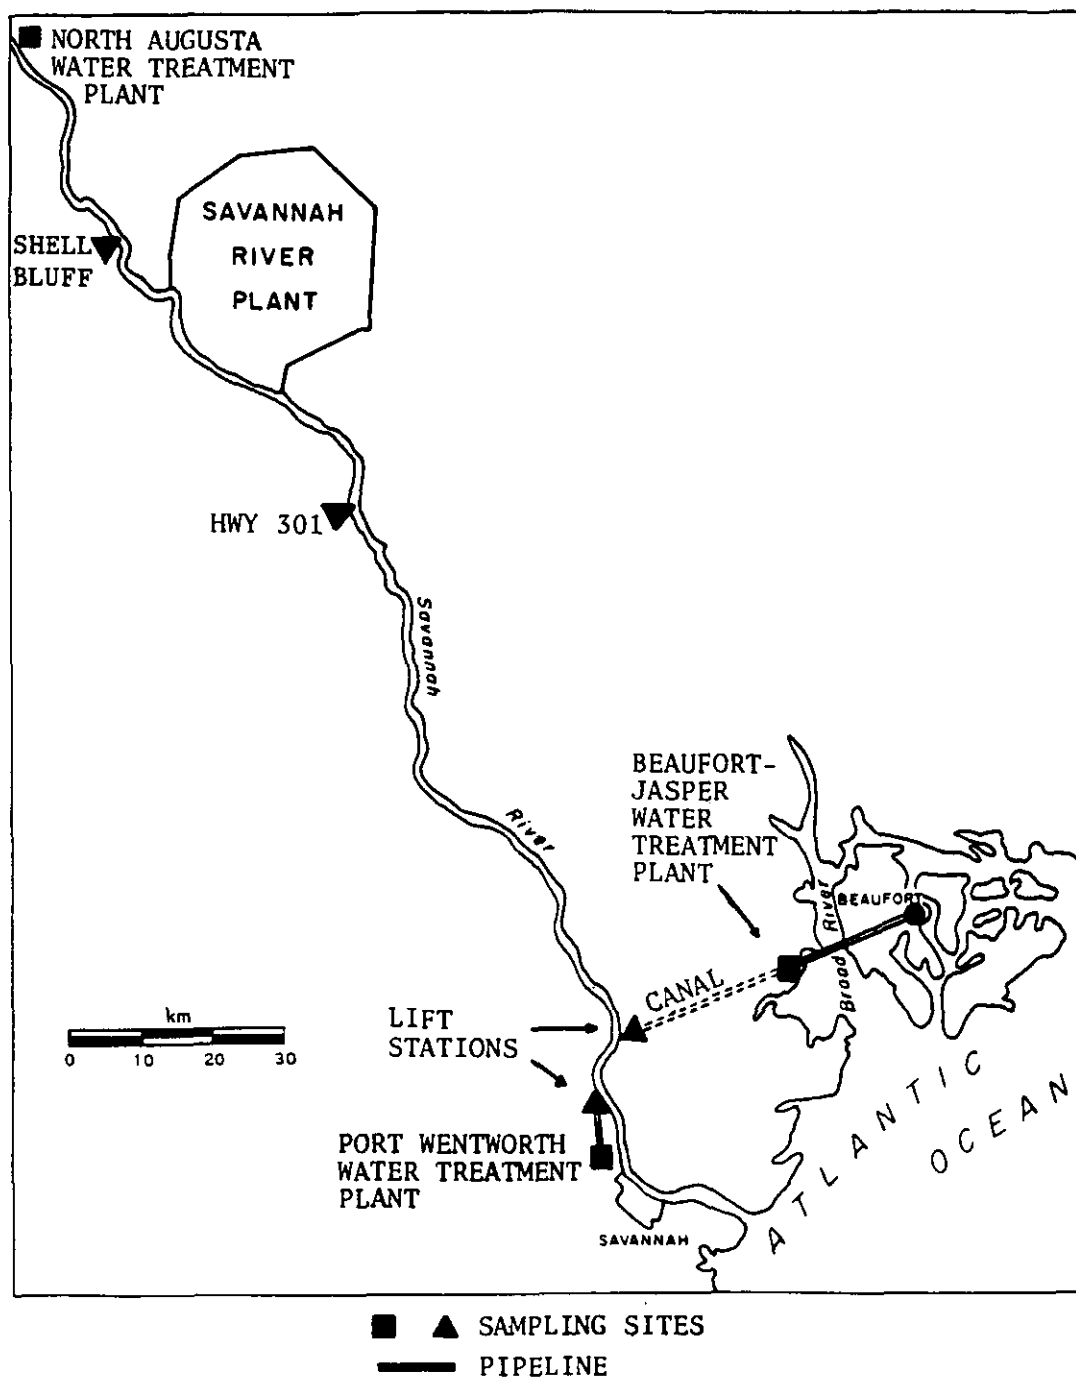 NORTH AUGUSTA
WATER TREATMENT
PLANT
SAVANNAH
RIVER
PLANT
SHELL
BLUFF
HWY 301
Savannah
River
BEAUFORT-
JASPER
WATER
TREATMENT
PLANT
BEAUFORT
Broad River
CANAL
LIFT
STATIONS
km
0 10 20 30
PORT WENTWORTH
WATER TREATMENT
PLANT
SAVANNAH
ATLANTIC
OCEAN
SAMPLING SITES
PIPELINE